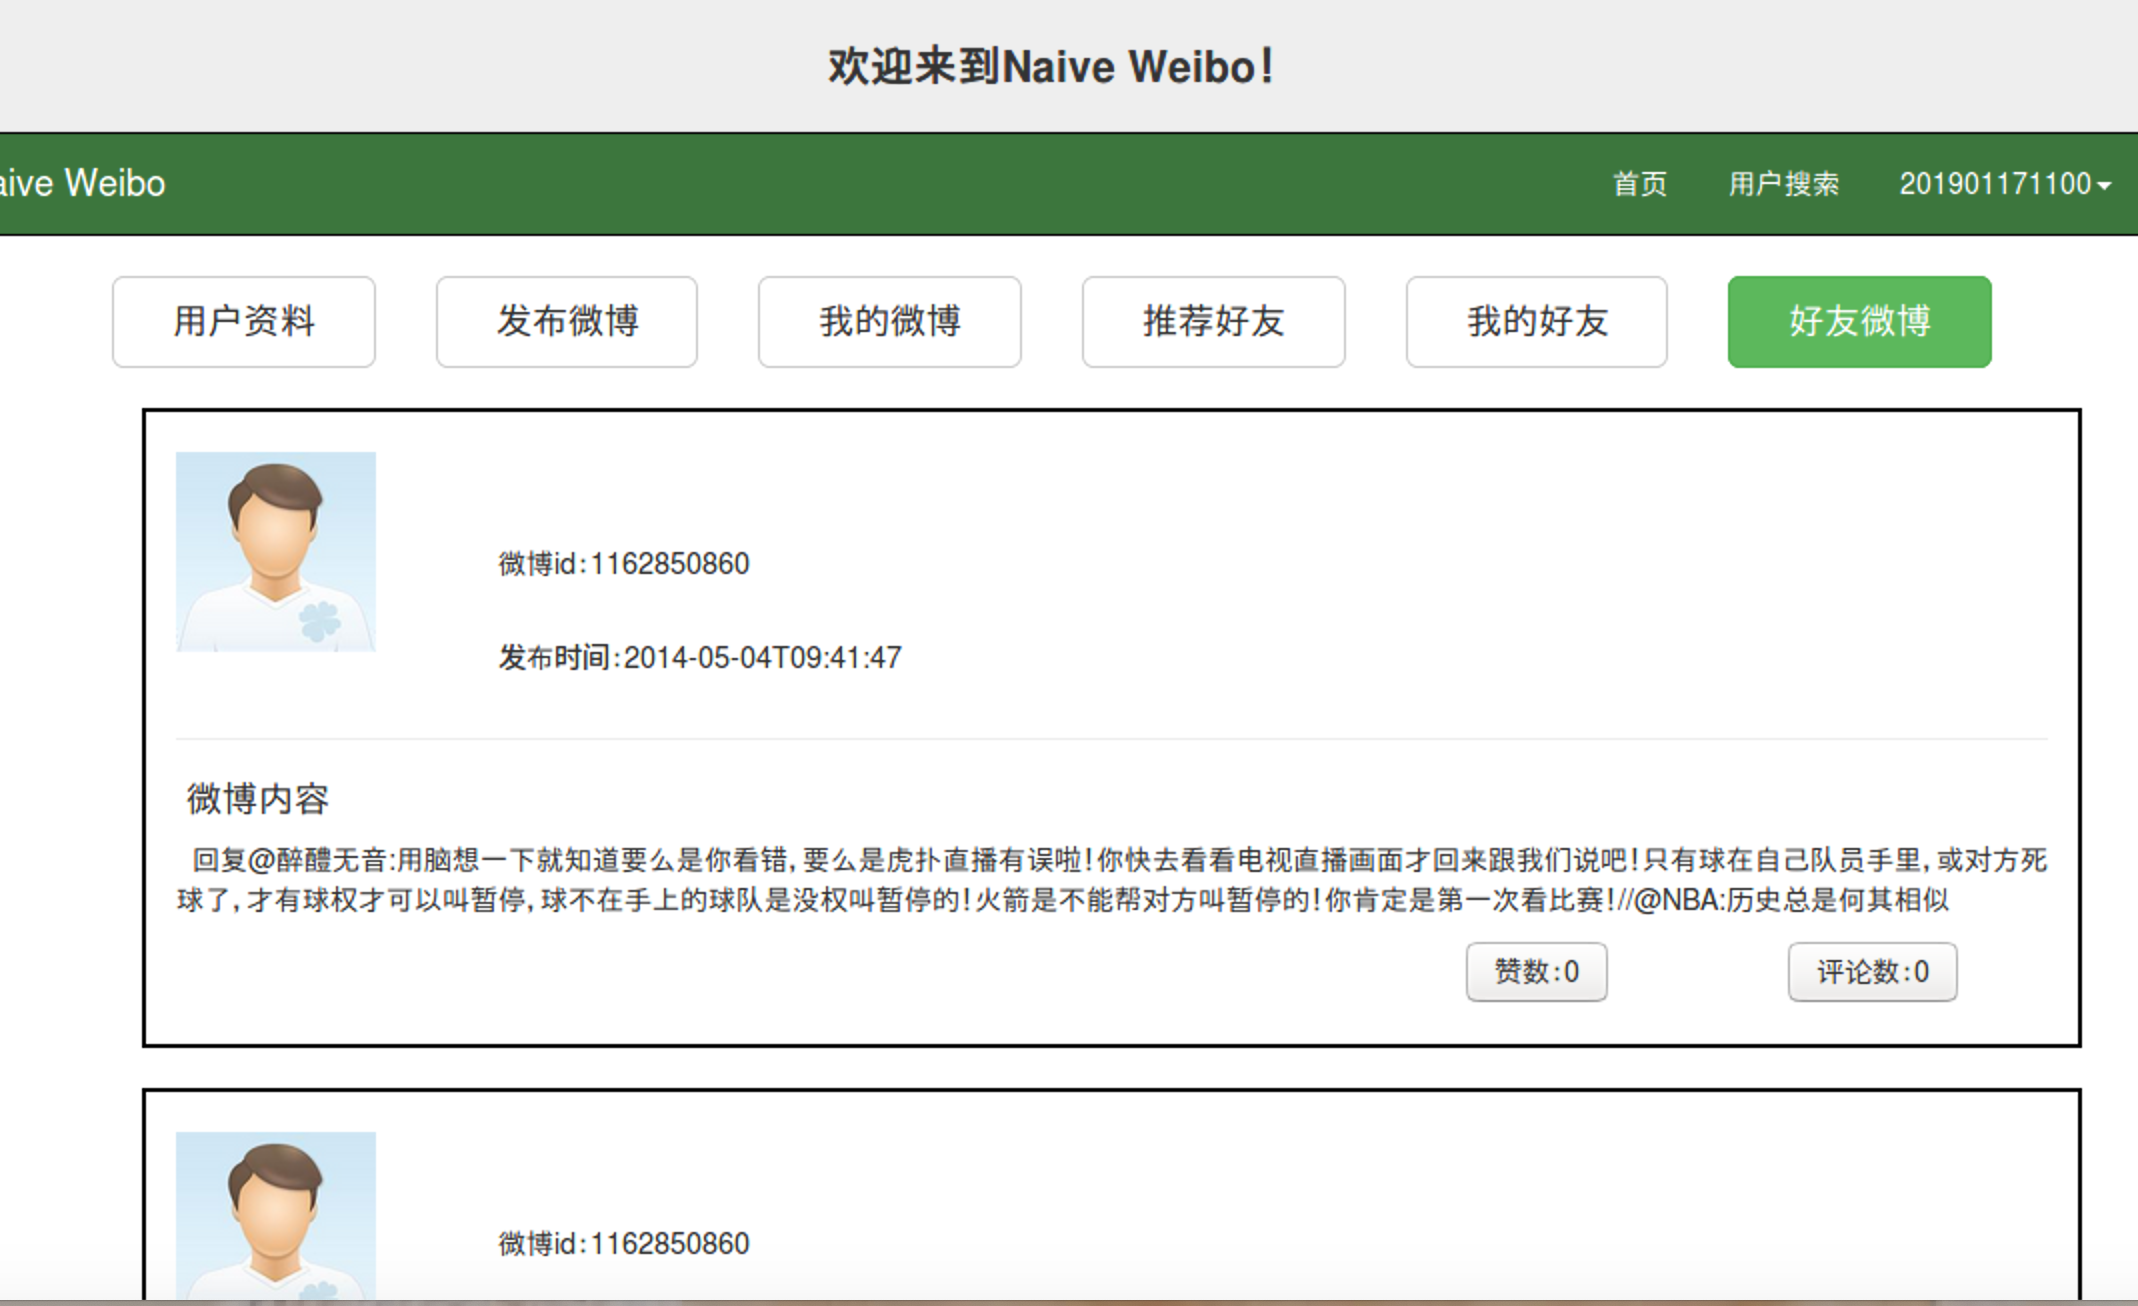 欢迎来到Naive Weibo!
aive Weibo
首页 用户搜索 201901171100
用户资料 发布微博 我的微博 推荐好友 我的好友 好友微博
微博id:1162850860
发布时间:2014-05-04T09:41:47
微博内容
回复@醉醴无音:用脑想一下就知道要么是你看错,要么是虎扑直播有误啦!你快去看看电视直播画面才回来跟我们说吧!只有球在自己队员手里,或对方死
球了,才有球权才可以叫暂停,球不在手上的球队是没权叫暂停的!火箭是不能帮对方叫暂停的!你肯定是第一次看比赛!//@NBA:历史总是何其相似
赞数:0 评论数:0
微博id:1162850860